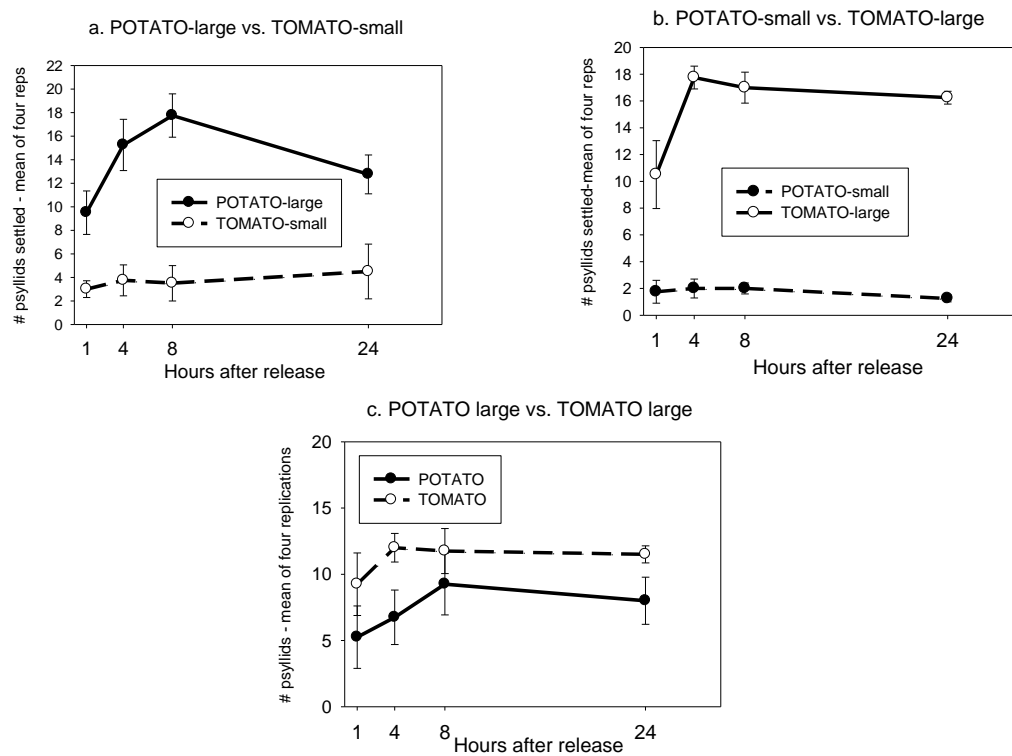 a. POTATO-large vs. TOMATO-small
# psyllids settled - mean of four reps
22
20
18
16
14
12
10
8
6
4
2
0
POTATO-large
TOMATO-small
1 4 8 24
Hours after release
b. POTATO-small vs. TOMATO-large
# psyllids settled-mean of four reps
20
18
16
14
12
10
8
6
4
2
0
POTATO-small
TOMATO-large
1 4 8 24
Hours after release
c. POTATO large vs. TOMATO large
# psyllids - mean of four replications
20
15
10
5
0
POTATO
TOMATO
1 4 8 24
Hours after release